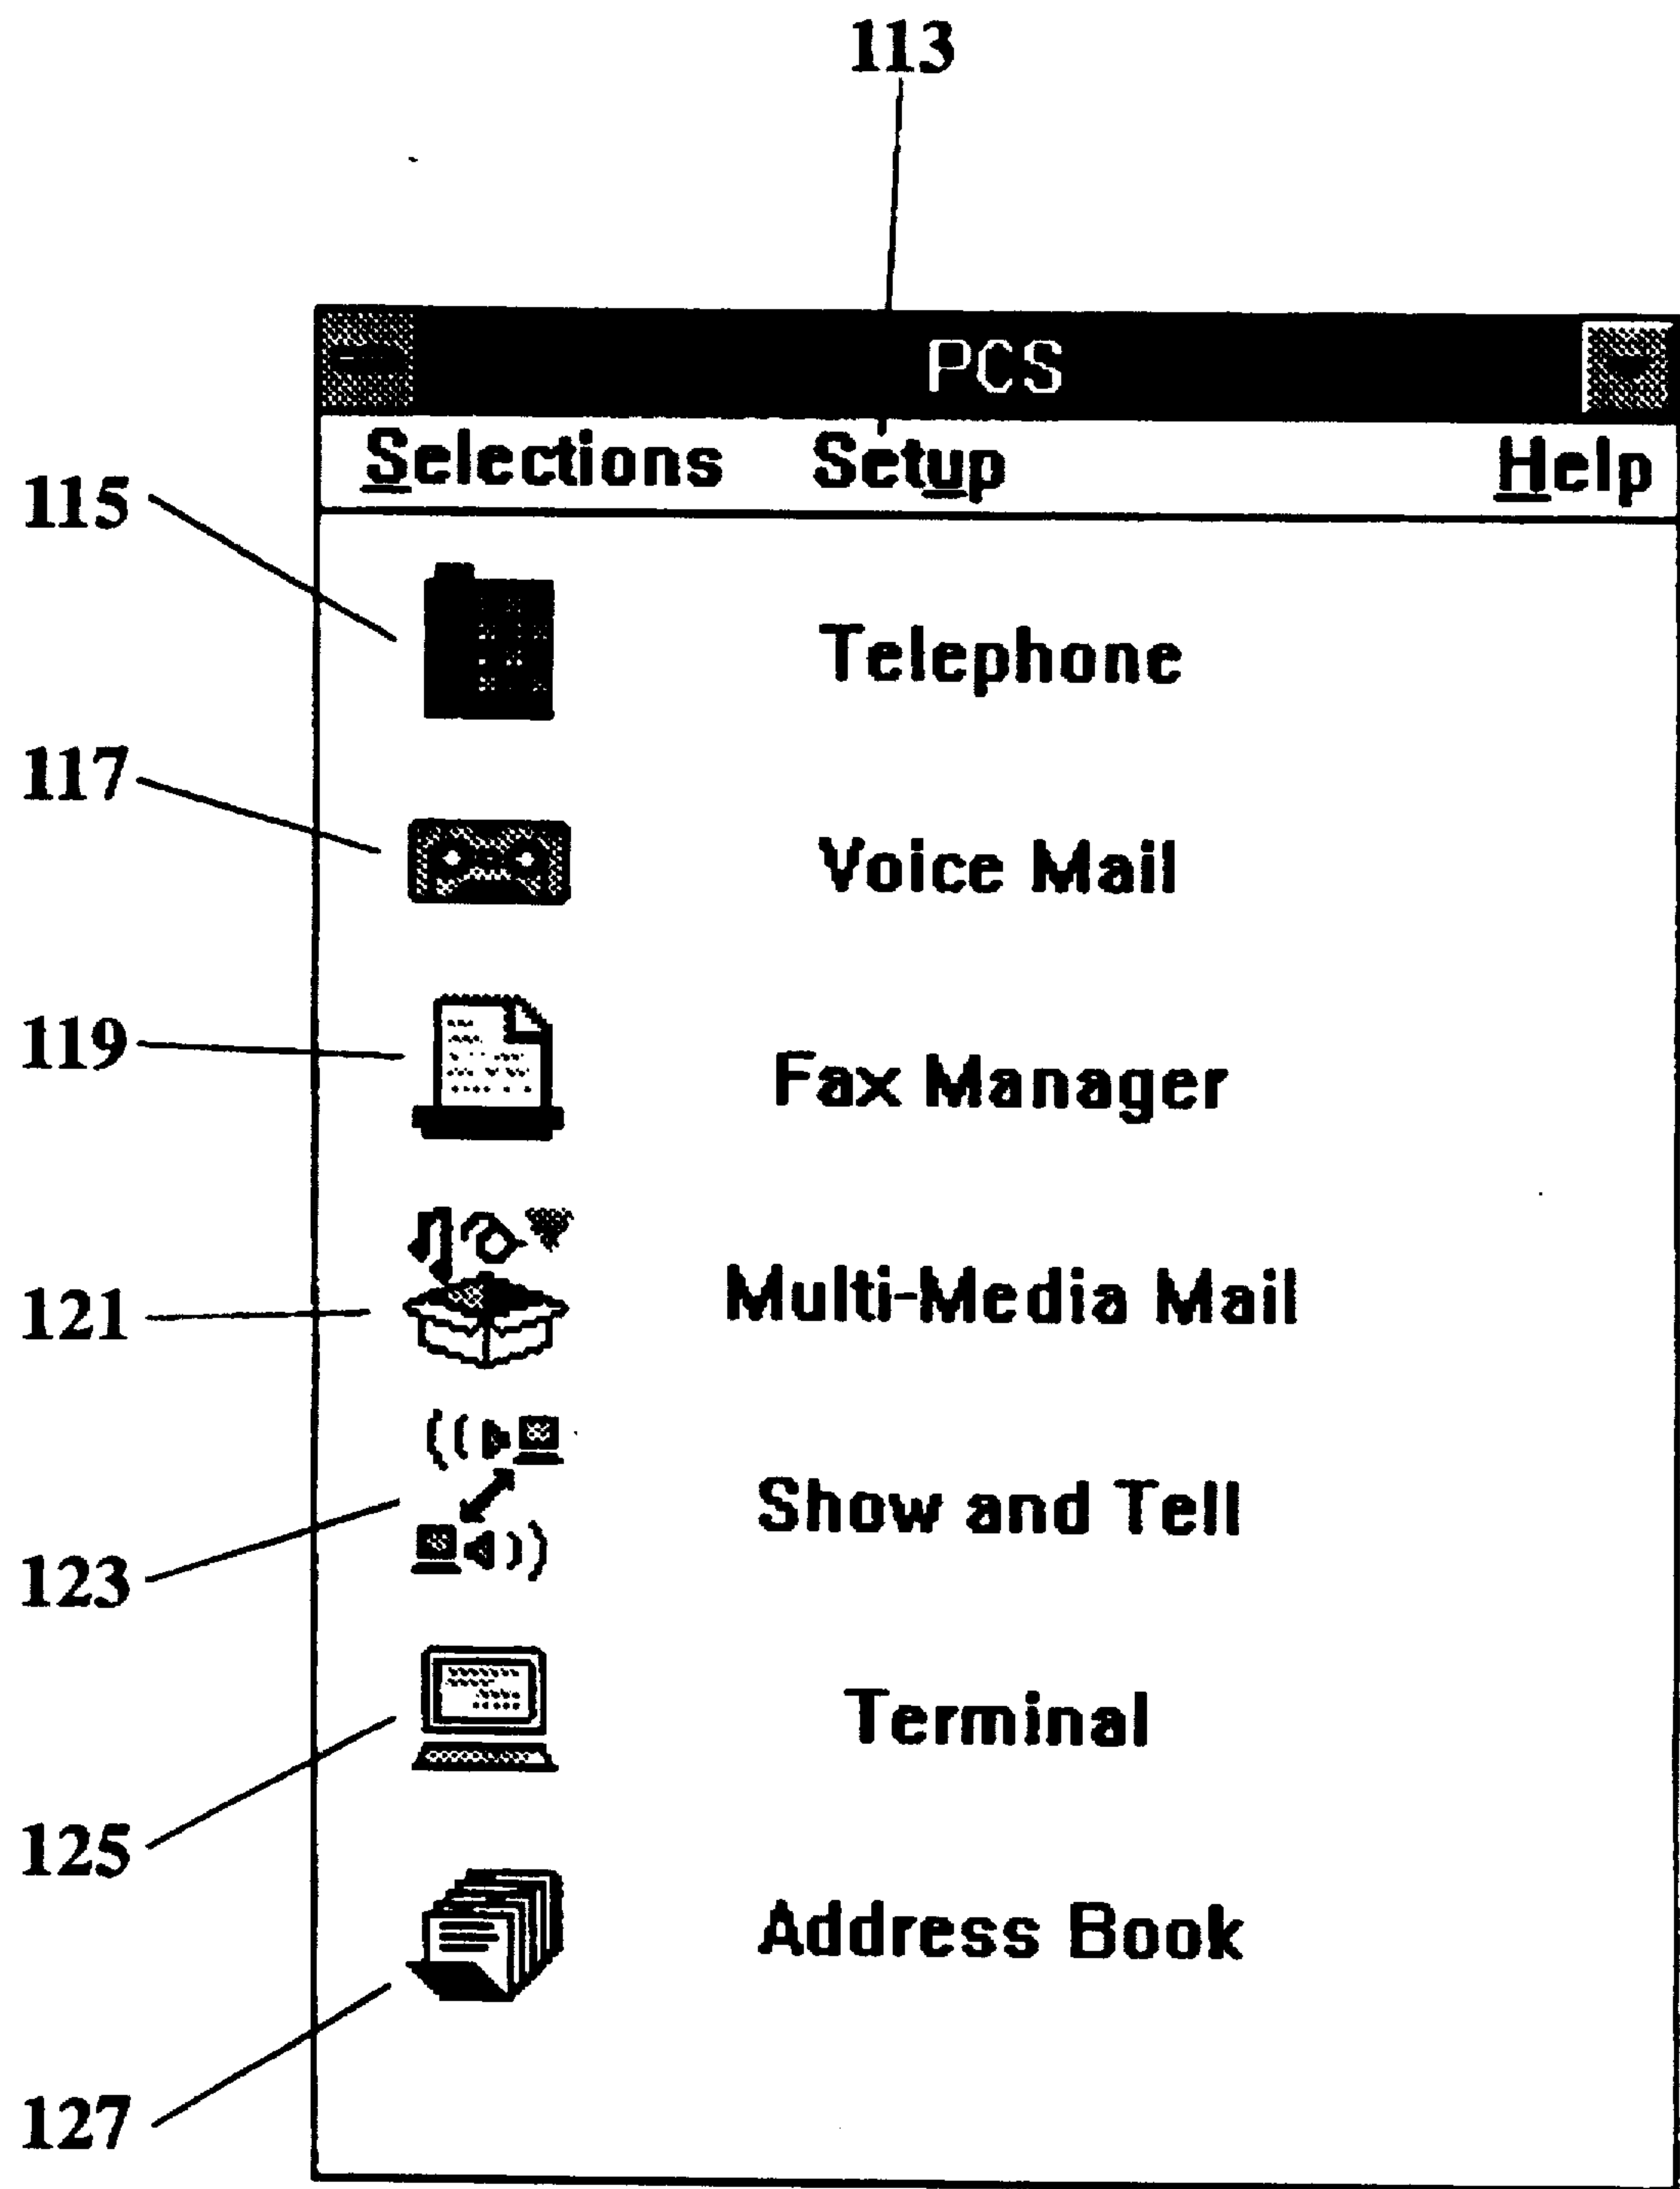 113
PCS
Selections Setup Help
115
Telephone
117
Voice Mail
119
Fax Manager
121
Multi-Media Mail
123
Show and Tell
125
Terminal
127
Address Book